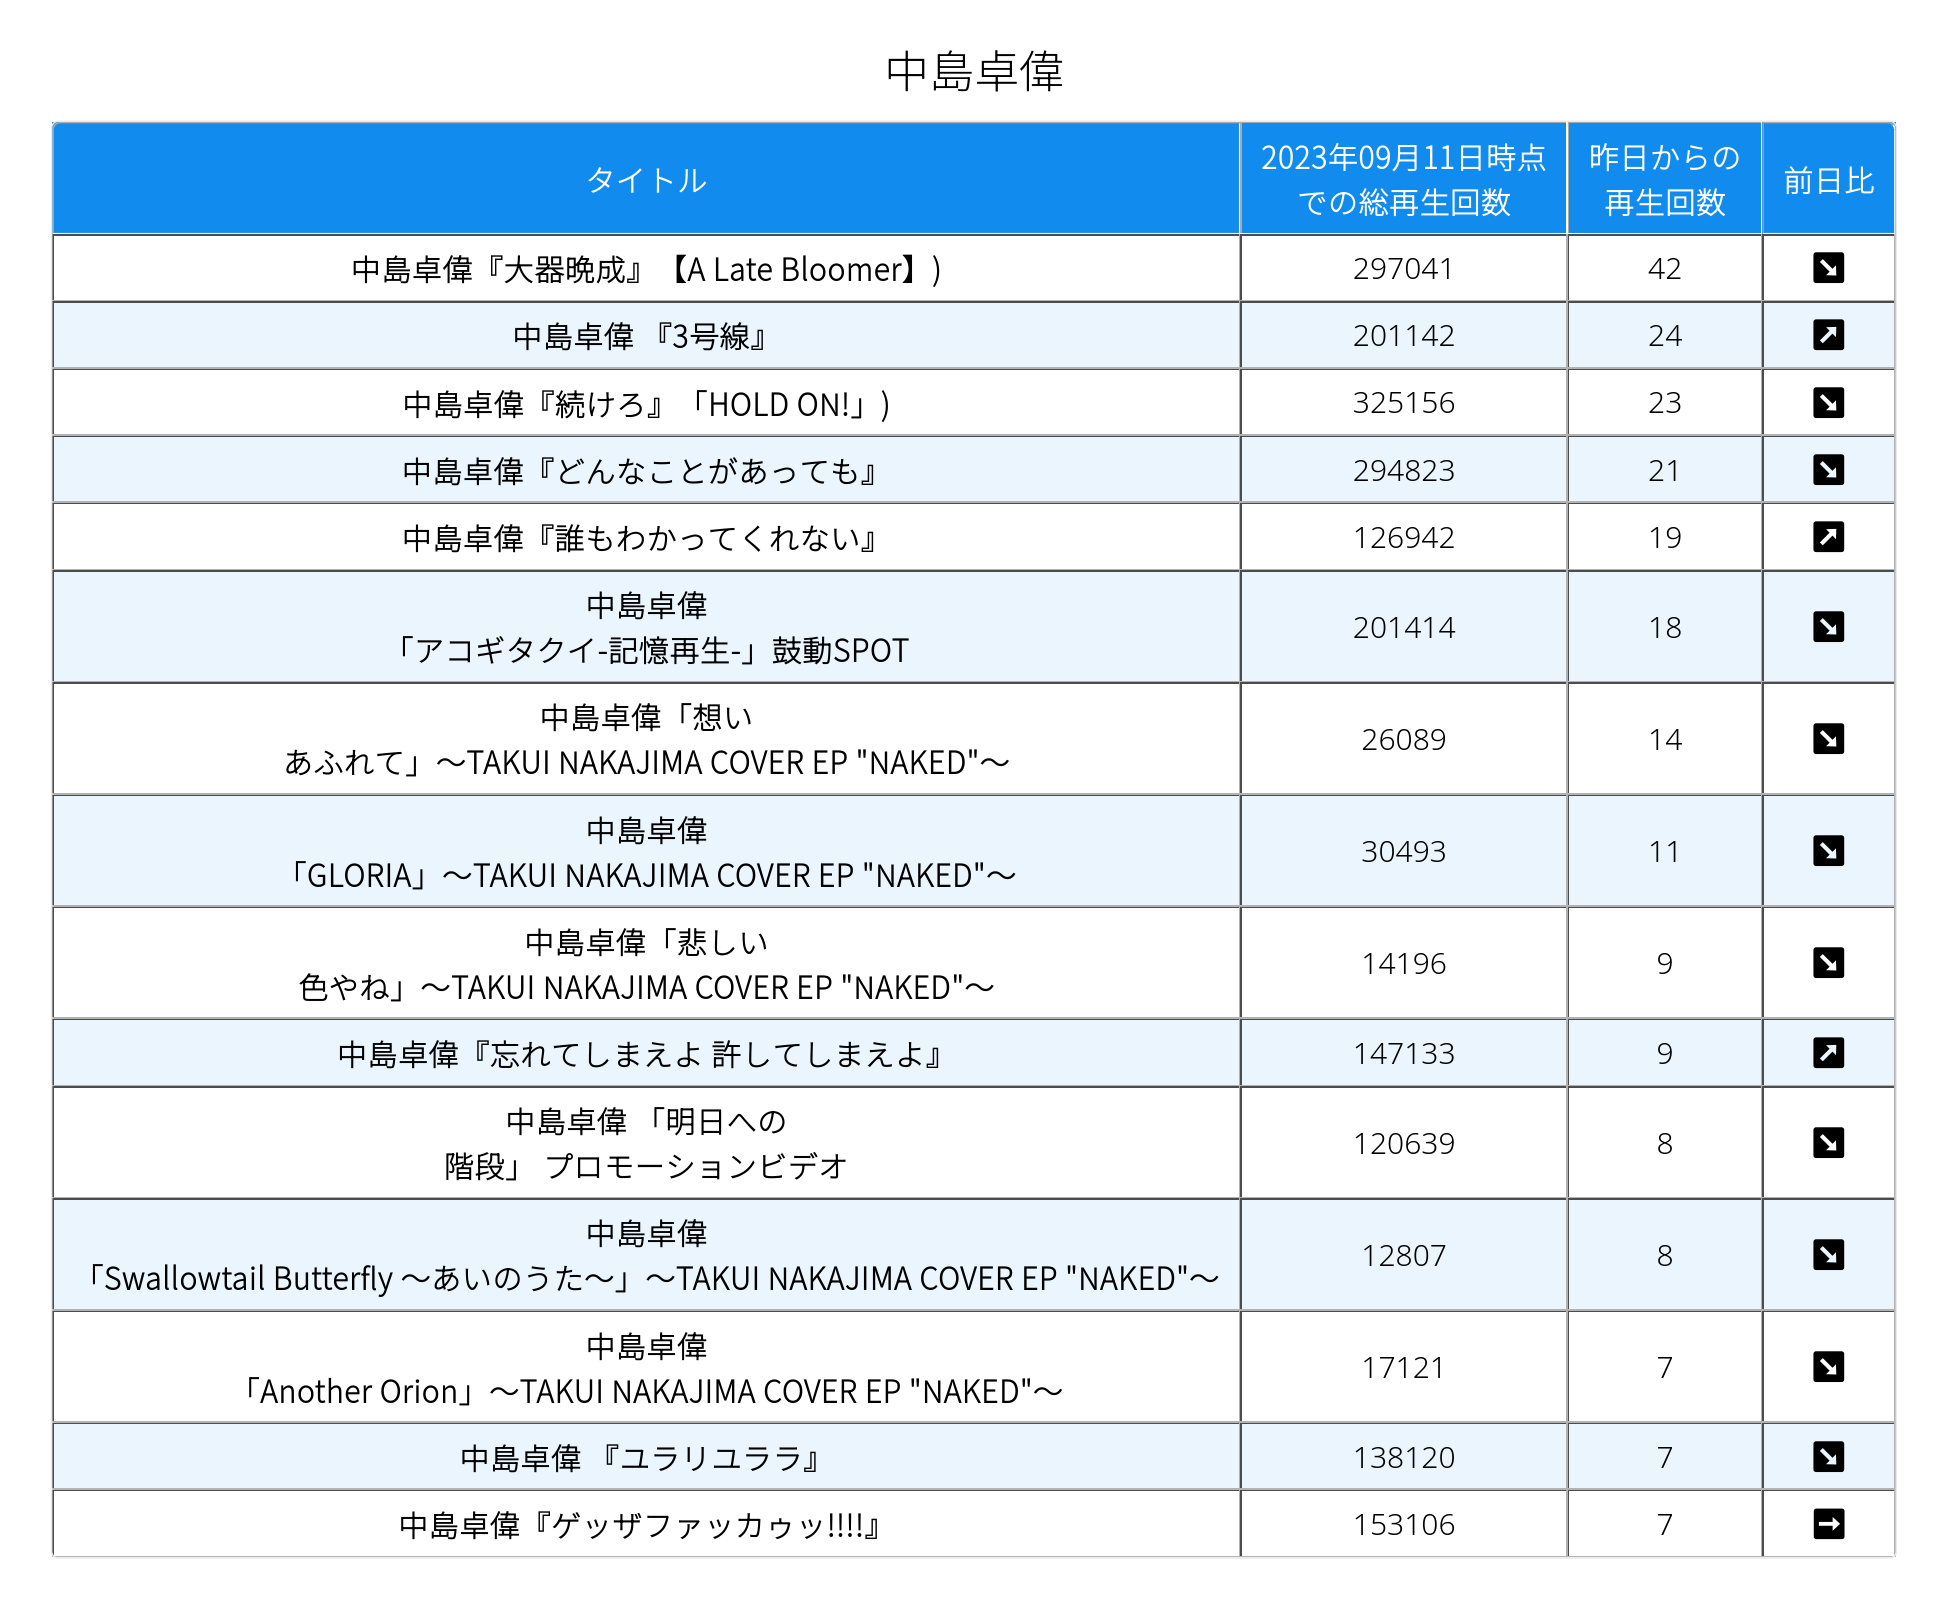 中島卓偉
タイトル
2023年09月11日時点
での総再生回数
昨日からの
再生回数
前日比
中島卓偉『大器晩成』【A Late Bloomer】)
297041
42
中島卓偉 『3号線』
201142
24
中島卓偉『続けろ』「HOLD ON!」)
325156
23
中島卓偉『どんなことがあっても』
294823
21
中島卓偉『誰もわかってくれない』
126942
19
中島卓偉
「アコギタクイ-記憶再生-」鼓動SPOT
201414
18
中島卓偉「想い
あふれて」～TAKUI NAKAJIMA COVER EP "NAKED"～
26089
14
中島卓偉
「GLORIA」～TAKUI NAKAJIMA COVER EP "NAKED"～
30493
11
中島卓偉「悲しい
色やね」～TAKUI NAKAJIMA COVER EP "NAKED"～
14196
9
中島卓偉『忘れてしまえよ 許してしまえよ』
147133
9
中島卓偉 「明日への
階段」 プロモーションビデオ
120639
8
中島卓偉
「Swallowtail Butterfly ～あいのうた～」～TAKUI NAKAJIMA COVER EP "NAKED"～
12807
8
中島卓偉
「Another Orion」～TAKUI NAKAJIMA COVER EP "NAKED"～
17121
7
中島卓偉 『ユラリユララ』
138120
7
中島卓偉『ゲッザファッカゥッ!!!!』
153106
7